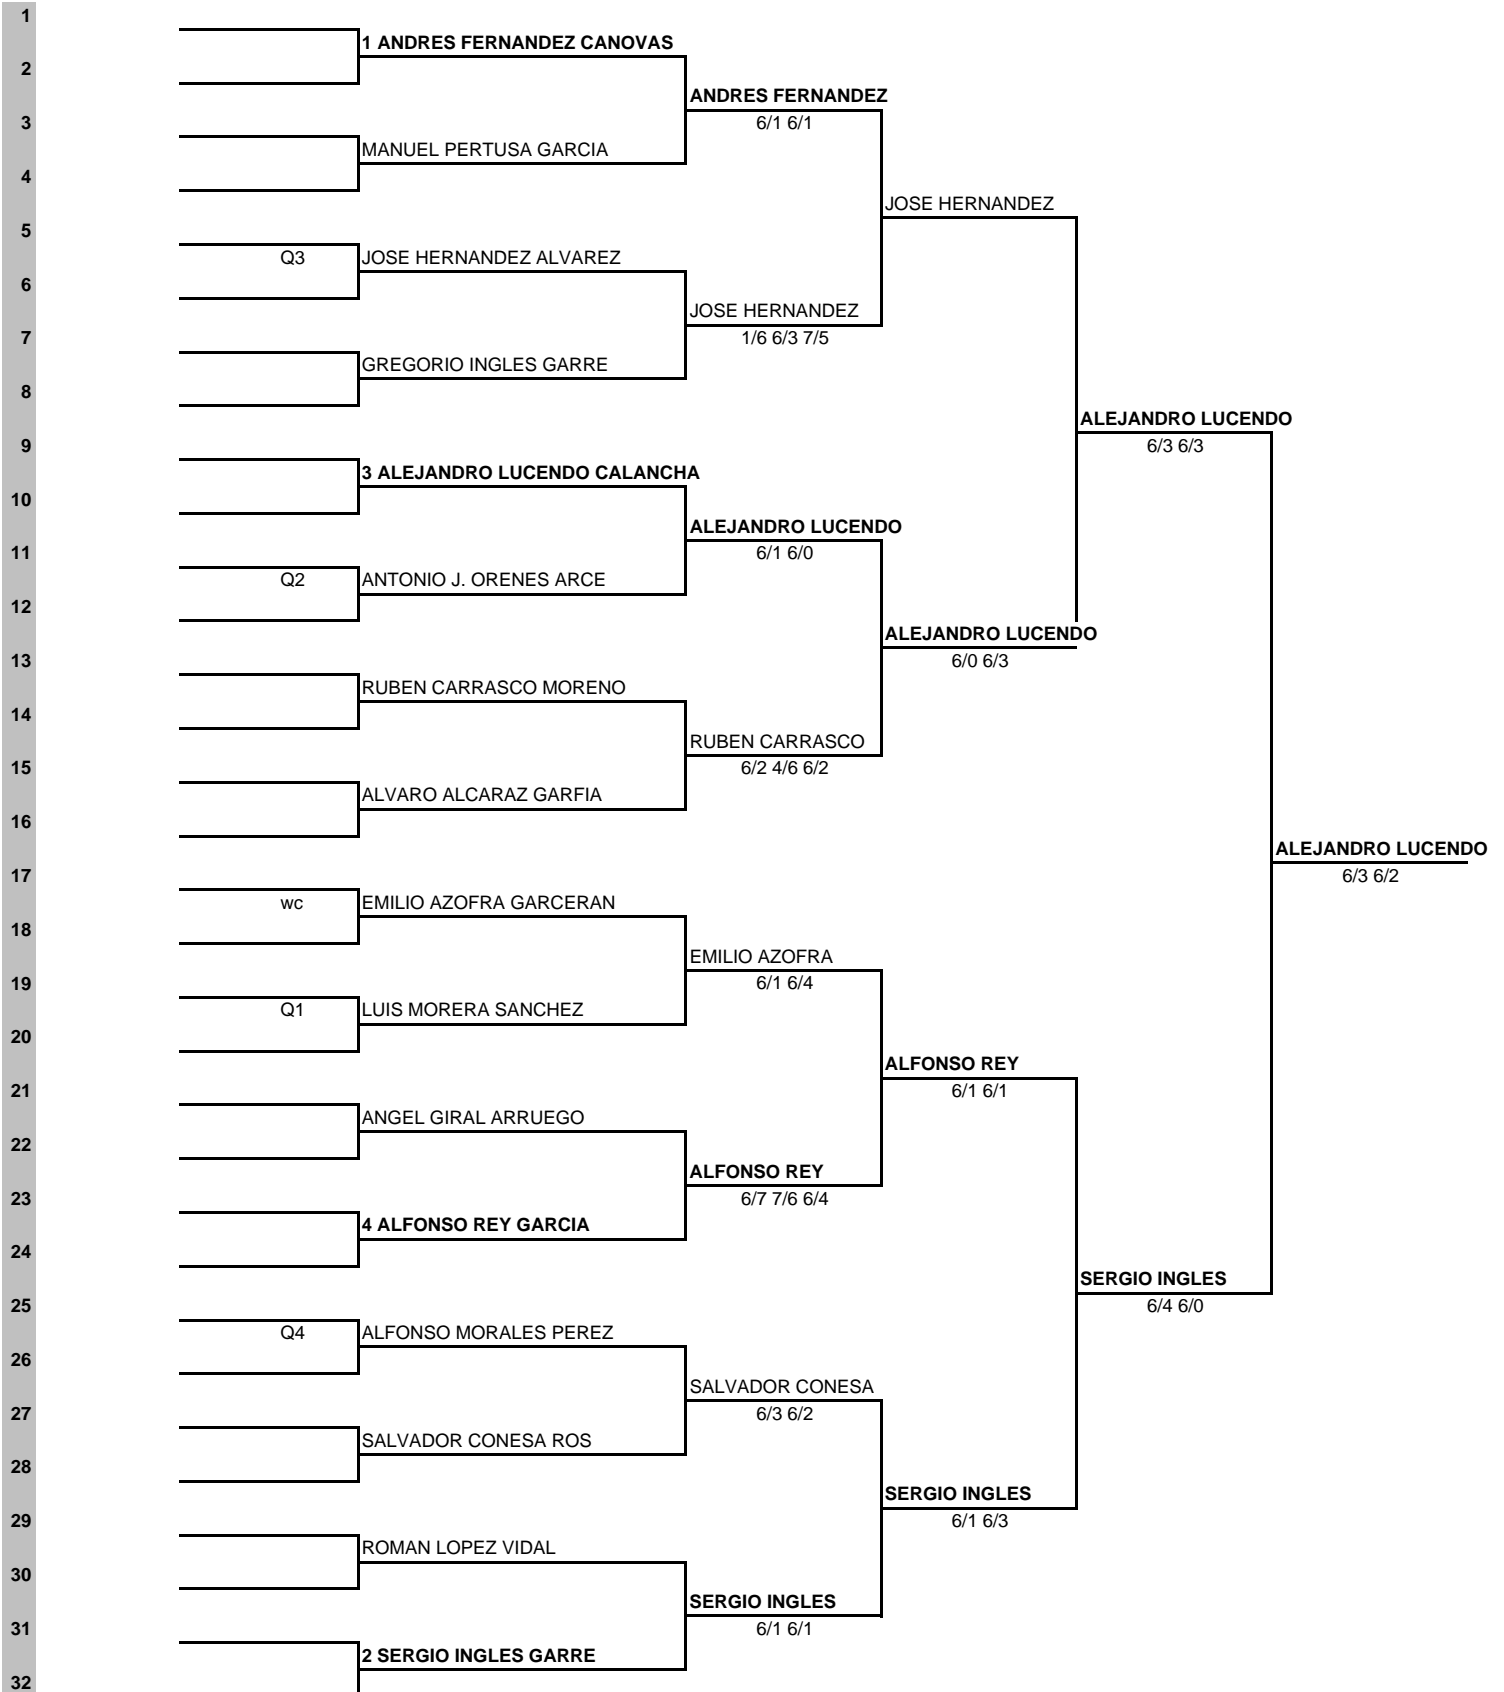 1
1 ANDRES FERNANDEZ CANOVAS
2
ANDRES FERNANDEZ
3
6/1 6/1
MANUEL PERTUSA GARCIA
4
JOSE HERNANDEZ
5
Q3 JOSE HERNANDEZ ALVAREZ
6
JOSE HERNANDEZ
7
1/6 6/3 7/5
GREGORIO INGLES GARRE
8
ALEJANDRO LUCENDO
9
6/3 6/3
3 ALEJANDRO LUCENDO CALANCHA
10
ALEJANDRO LUCENDO
11
6/1 6/0
Q2 ANTONIO J. ORENES ARCE
12
ALEJANDRO LUCENDO
13
6/0 6/3
RUBEN CARRASCO MORENO
14
RUBEN CARRASCO
15
6/2 4/6 6/2
ALVARO ALCARAZ GARFIA
16
ALEJANDRO LUCENDO
17
6/3 6/2
wc EMILIO AZOFRA GARCERAN
18
EMILIO AZOFRA
19
6/1 6/4
Q1 LUIS MORERA SANCHEZ
20
ALFONSO REY
21
6/1 6/1
ANGEL GIRAL ARRUEGO
22
ALFONSO REY
23
6/7 7/6 6/4
4 ALFONSO REY GARCIA
24
SERGIO INGLES
25
6/4 6/0
Q4 ALFONSO MORALES PEREZ
26
SALVADOR CONESA
27
6/3 6/2
SALVADOR CONESA ROS
28
SERGIO INGLES
29
6/1 6/3
ROMAN LOPEZ VIDAL
30
SERGIO INGLES
31
6/1 6/1
2 SERGIO INGLES GARRE
32